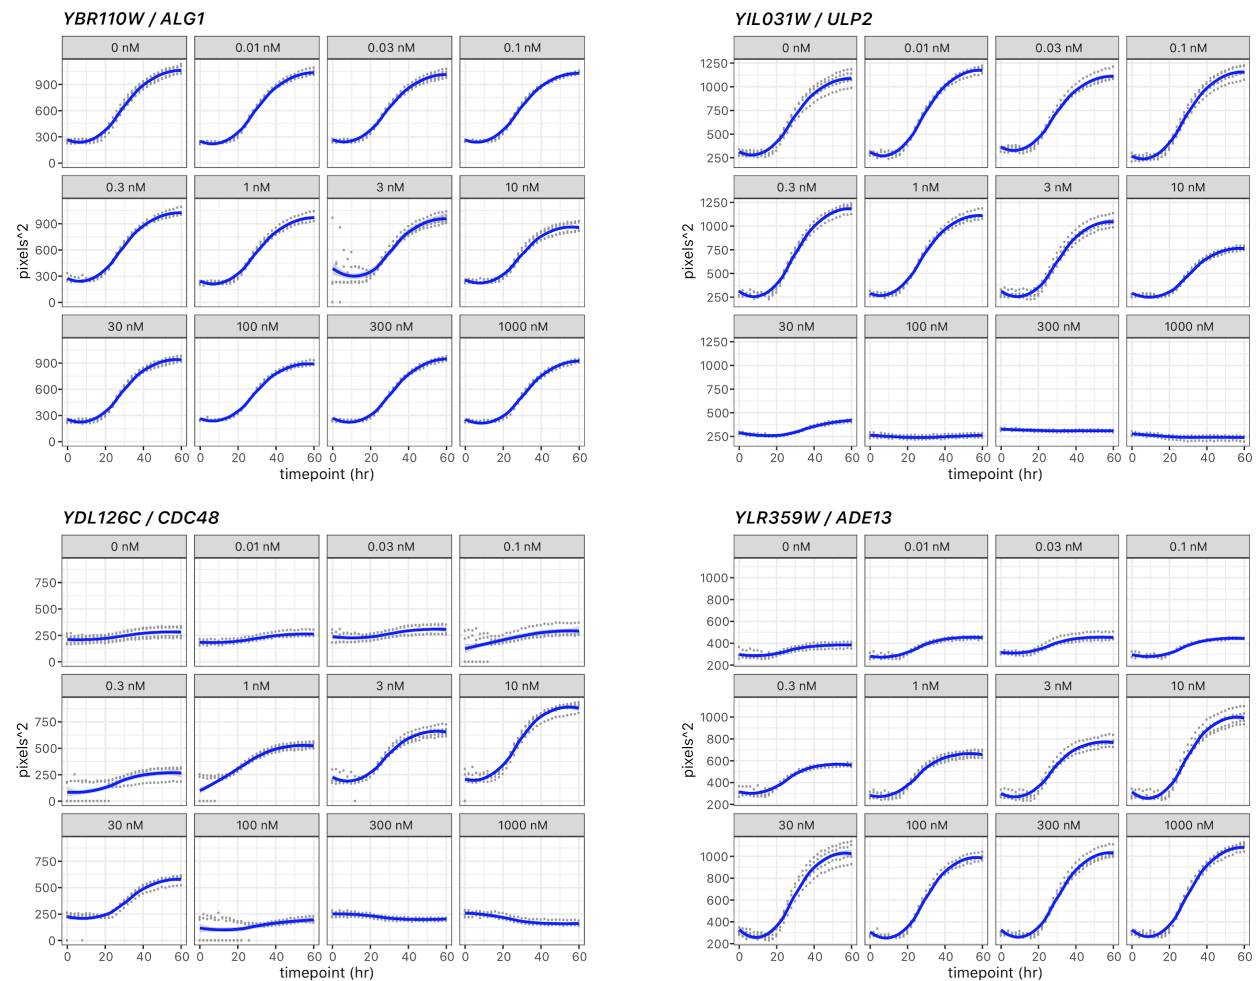 YBR110W / ALG1
0 nM 0.01 nM 0.03 nM 0.1 nM
900
600
300
0
0.3 nM 1 nM 3 nM 10 nM
900
600
300
0
30 nM 100 nM 300 nM 1000 nM
900
600
300
0
0 20 40 60 0 20 40 60 0 20 40 60 0 20 40 60
timepoint (hr)
pixels^2
YIL031W / ULP2
0 nM 0.01 nM 0.03 nM 0.1 nM
1250
1000
750
500
250
0.3 nM 1 nM 3 nM 10 nM
1250
1000
750
500
250
30 nM 100 nM 300 nM 1000 nM
1250
1000
750
500
250
0 20 40 60 0 20 40 60 0 20 40 60 0 20 40 60
timepoint (hr)
pixels^2
YDL126C / CDC48
0 nM 0.01 nM 0.03 nM 0.1 nM
750
500
250
0
0.3 nM 1 nM 3 nM 10 nM
750
500
250
0
30 nM 100 nM 300 nM 1000 nM
750
500
250
0
0 20 40 60 0 20 40 60 0 20 40 60 0 20 40 60
timepoint (hr)
pixels^2
YLR359W / ADE13
0 nM 0.01 nM 0.03 nM 0.1 nM
1000
800
600
400
200
0.3 nM 1 nM 3 nM 10 nM
1000
800
600
400
200
30 nM 100 nM 300 nM 1000 nM
1000
800
600
400
200
0 20 40 60 0 20 40 60 0 20 40 60 0 20 40 60
timepoint (hr)
pixels^2